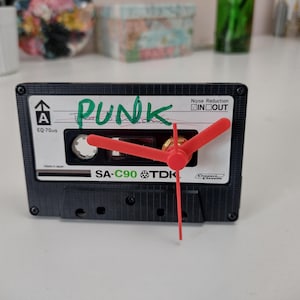 PUNK
Noise Reduction
A
IN OUT
EQ-70µs
SA-C90 TDK